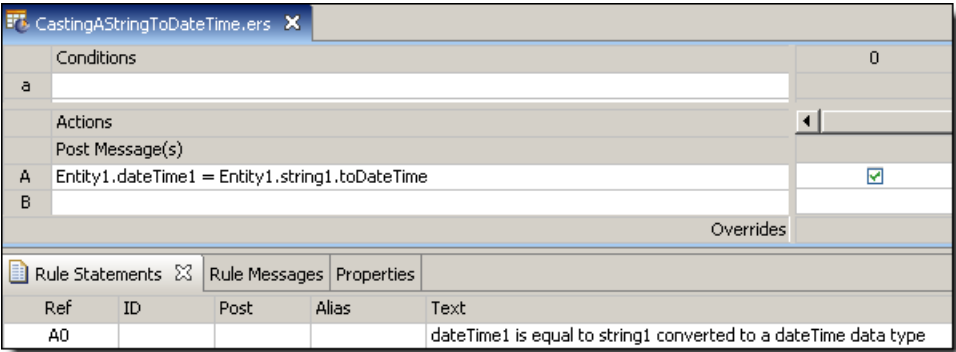 CastingAStringToDateTime.ers
Conditions 0
a
Actions
Post Message(s)
A Entity1.dateTime1 = Entity1.string1.toDateTime
B
Overrides
Rule Statements Rule Messages Properties
Ref ID Post Alias Text
A0 dateTime1 is equal to string1 converted to a dateTime data type